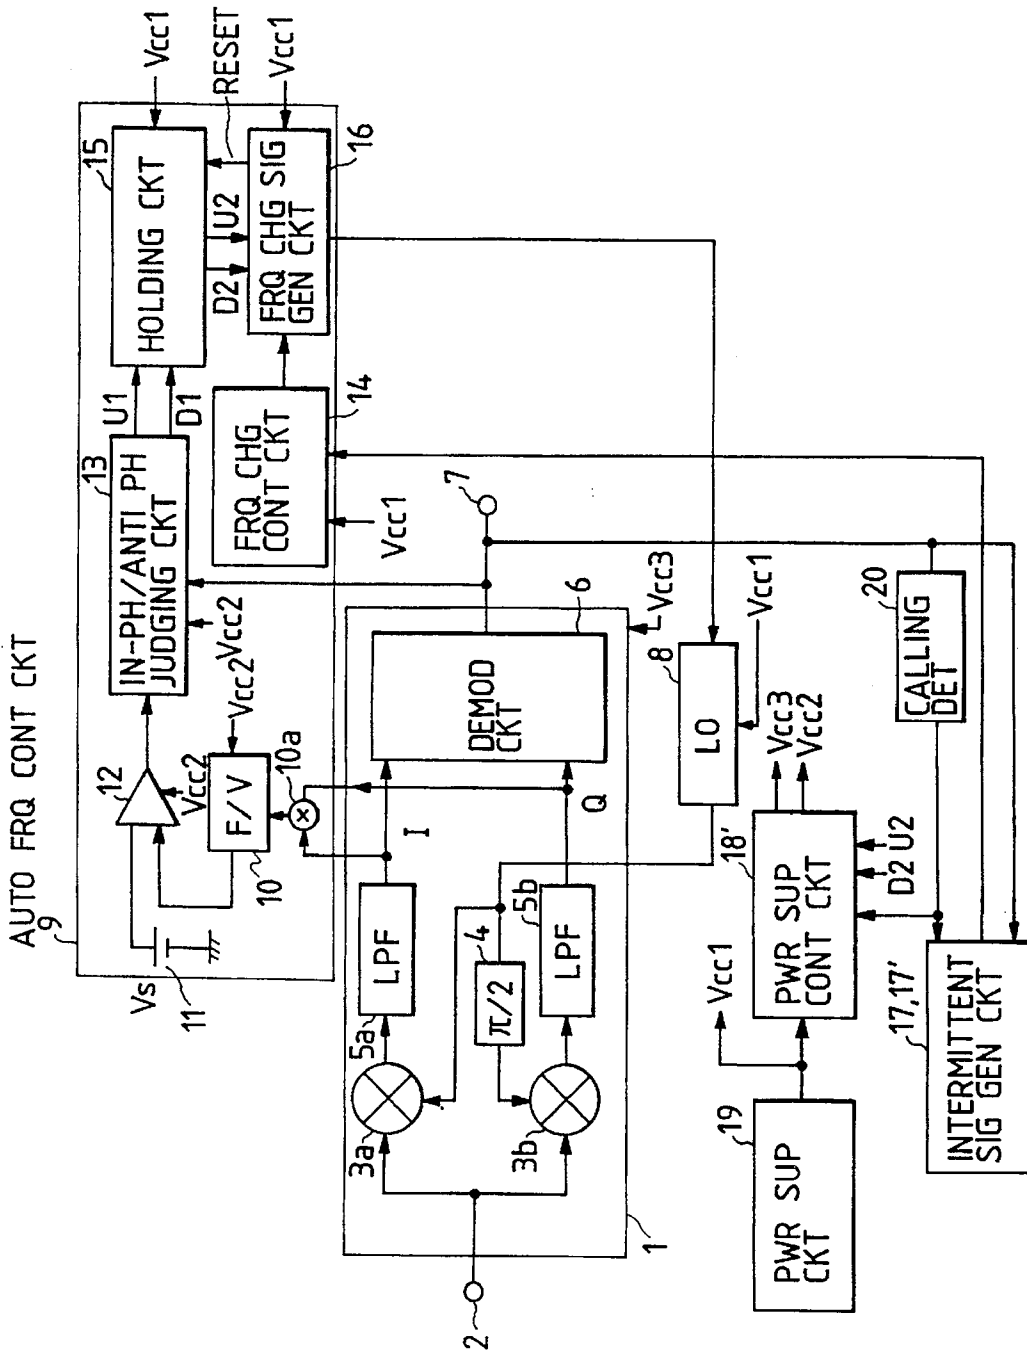 AUTO FRQ CONT CKT
9
Vs
11
12
Vcc2
F/V
10
Vcc2
10a
×
13
IN-PH/ANTI PH
JUDGING CKT
Vcc2
U1
D1
15
HOLDING CKT
Vcc1
D2
U2
RESET
14
FRQ CHG
CONT CKT
Vcc1
FRQ CHG SIG
GEN CKT
16
Vcc1
2
1
3a
3b
5a
LPF
4
π/2
5b
LPF
I
Q
DEMOD
CKT
6
7
Vcc3
8
LO
Vcc1
19
PWR SUP
CKT
Vcc1
18'
PWR SUP
CONT CKT
Vcc3
Vcc2
D2
U2
20
CALLING
DET
17,17'
INTERMITTENT
SIG GEN CKT